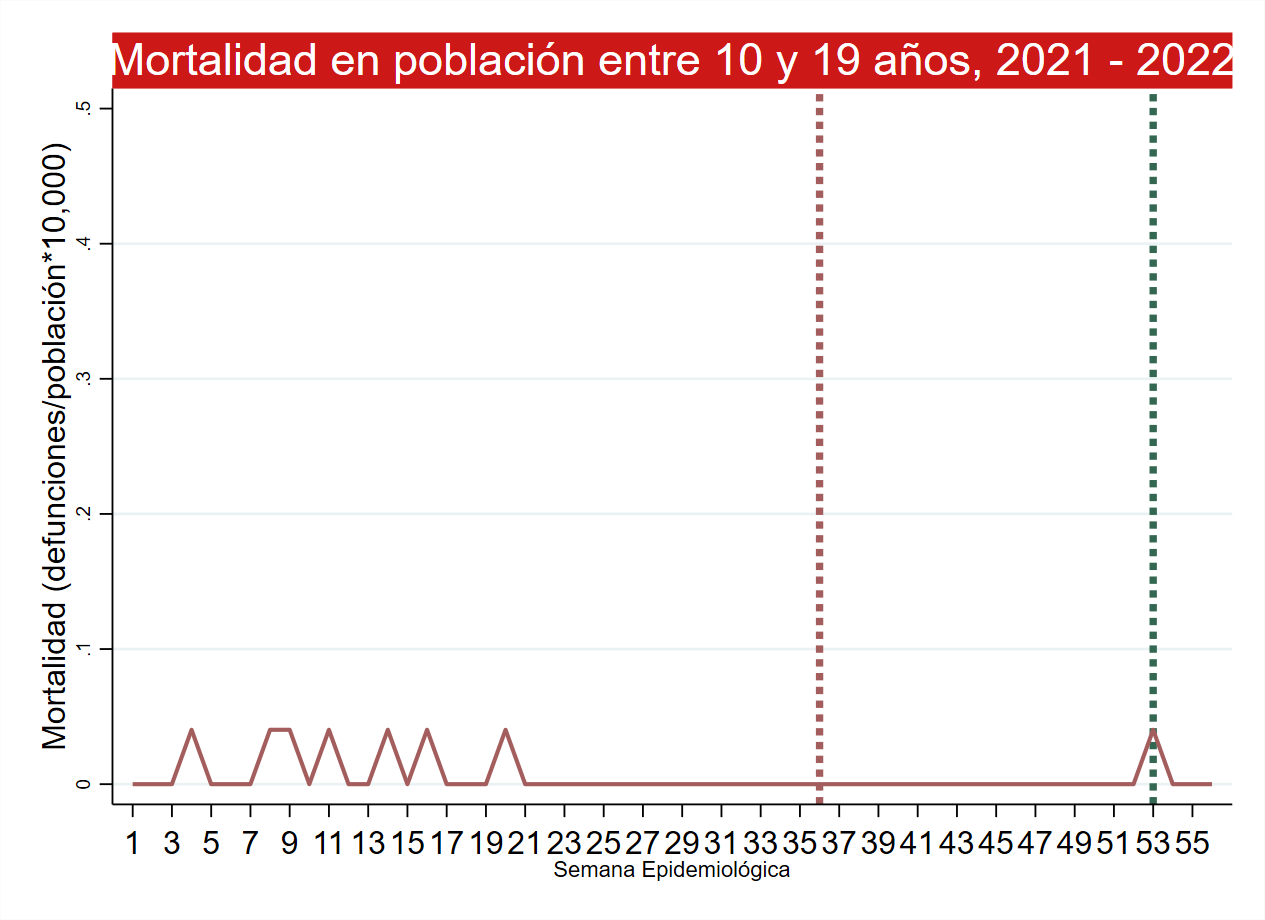 Mortalidad en población entre 10 y 19 años, 2021 - 2022
Mortalidad (defunciones/población*10,000)
.5
.4
.3
.2
.1
0
1 3 5 7 9 11 13 15 17 19 21 23 25 27 29 31 33 35 37 39 41 43 45 47 49 51 53 55
Semana Epidemiológica